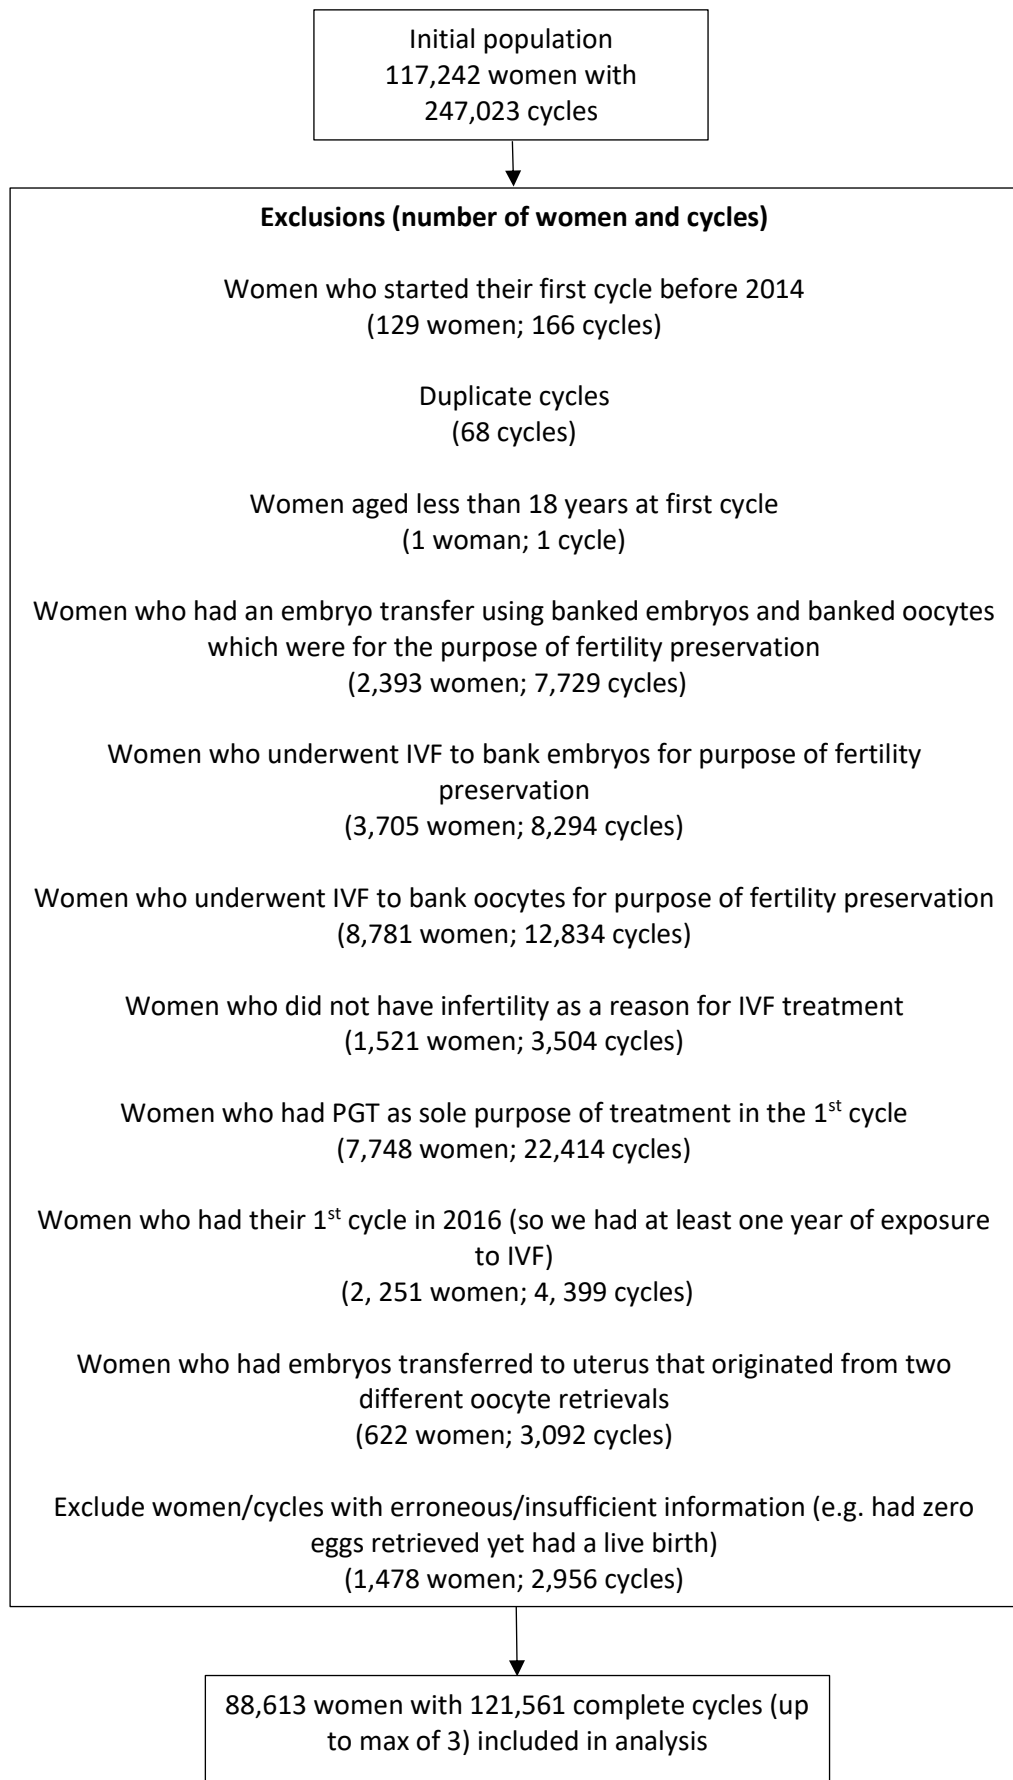 Initial population
117,242 women with
247,023 cycles
Exclusions (number of women and cycles)
Women who started their first cycle before 2014
(129 women; 166 cycles)
Duplicate cycles
(68 cycles)
Women aged less than 18 years at first cycle
(1 woman; 1 cycle)
Women who had an embryo transfer using banked embryos and banked oocytes
which were for the purpose of fertility preservation
(2,393 women; 7,729 cycles)
Women who underwent IVF to bank embryos for purpose of fertility
preservation
(3,705 women; 8,294 cycles)
Women who underwent IVF to bank oocytes for purpose of fertility preservation
(8,781 women; 12,834 cycles)
Women who did not have infertility as a reason for IVF treatment
(1,521 women; 3,504 cycles)
Women who had PGT as sole purpose of treatment in the 1st cycle
(7,748 women; 22,414 cycles)
Women who had their 1st cycle in 2016 (so we had at least one year of exposure
to IVF)
(2, 251 women; 4, 399 cycles)
Women who had embryos transferred to uterus that originated from two
different oocyte retrievals
(622 women; 3,092 cycles)
Exclude women/cycles with erroneous/insufficient information (e.g. had zero
eggs retrieved yet had a live birth)
(1,478 women; 2,956 cycles)
88,613 women with 121,561 complete cycles (up
to max of 3) included in analysis